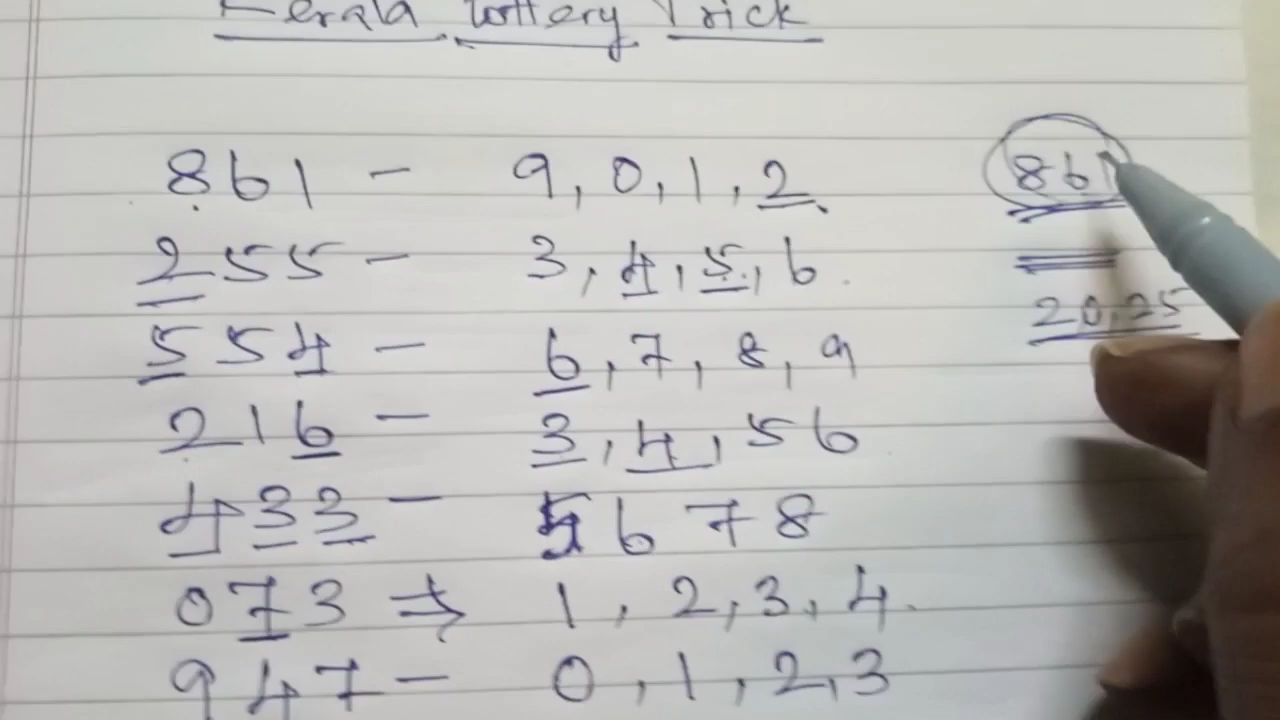 Kerala Lottery Trick
861 - 9, 0, 1, 2.
255 - 3, 4, 5, 6.
554 - 6, 7, 8, 9
216 - 3, 4, 5 6
433 - 5 6 7 8
073 ⇒ 1, 2, 3, 4.
947 - 0, 1, 2, 3
861
20, 25